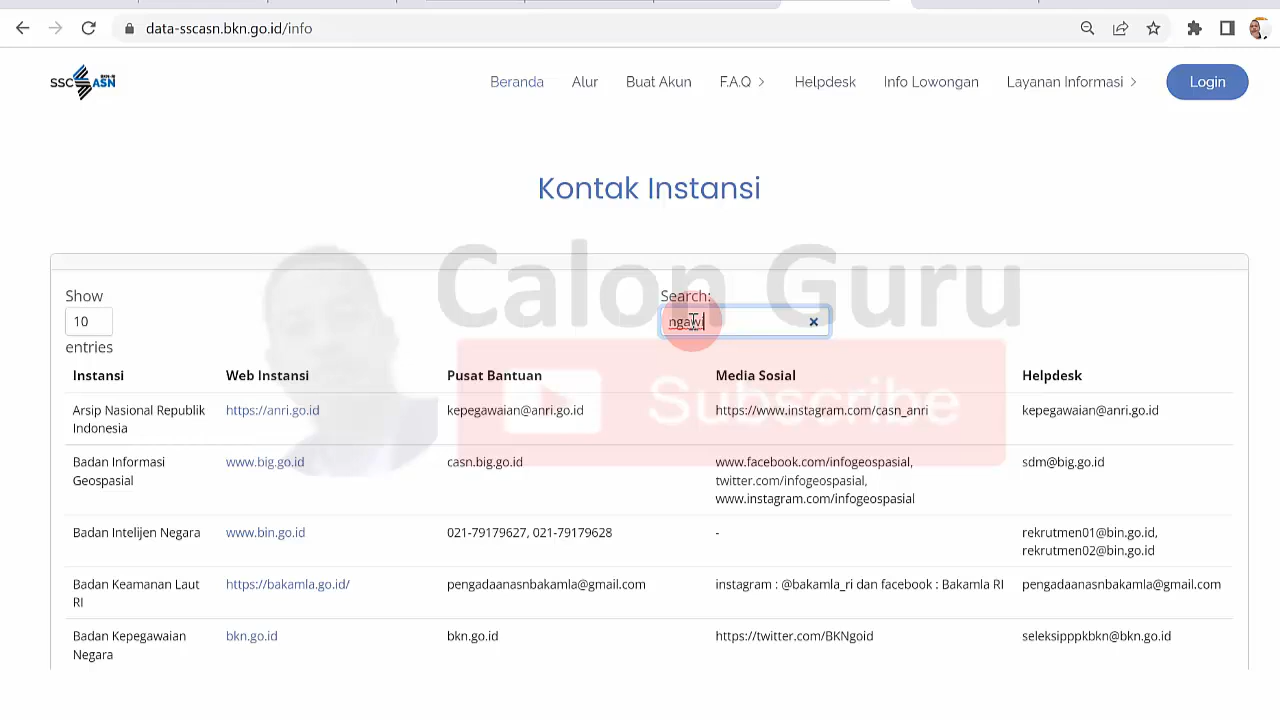 data-sscasn.bkn.go.id/info
SSC ASN BKN-RI
Beranda Alur Buat Akun F.A.Q Helpdesk Info Lowongan Layanan Informasi Login
Kontak Instansi
Calon Guru
Subscribe
Show
10
entries
Search:
ngawi
Instansi Web Instansi Pusat Bantuan Media Sosial Helpdesk
Arsip Nasional Republik Indonesia https://anri.go.id kepegawaian@anri.go.id https://www.instagram.com/casn_anri kepegawaian@anri.go.id
Badan Informasi Geospasial www.big.go.id casn.big.go.id www.facebook.com/infogeospasial, twitter.com/infogeospasial, www.instagram.com/infogeospasial sdm@big.go.id
Badan Intelijen Negara www.bin.go.id 021-79179627, 021-79179628 - rekrutmen01@bin.go.id, rekrutmen02@bin.go.id
Badan Keamanan Laut RI https://bakamla.go.id/ pengadaanasnbakamla@gmail.com instagram : @bakamla_ri dan facebook : Bakamla RI pengadaanasnbakamla@gmail.com
Badan Kepegawaian Negara bkn.go.id bkn.go.id https://twitter.com/BKNgoid seleksipppkbkn@bkn.go.id